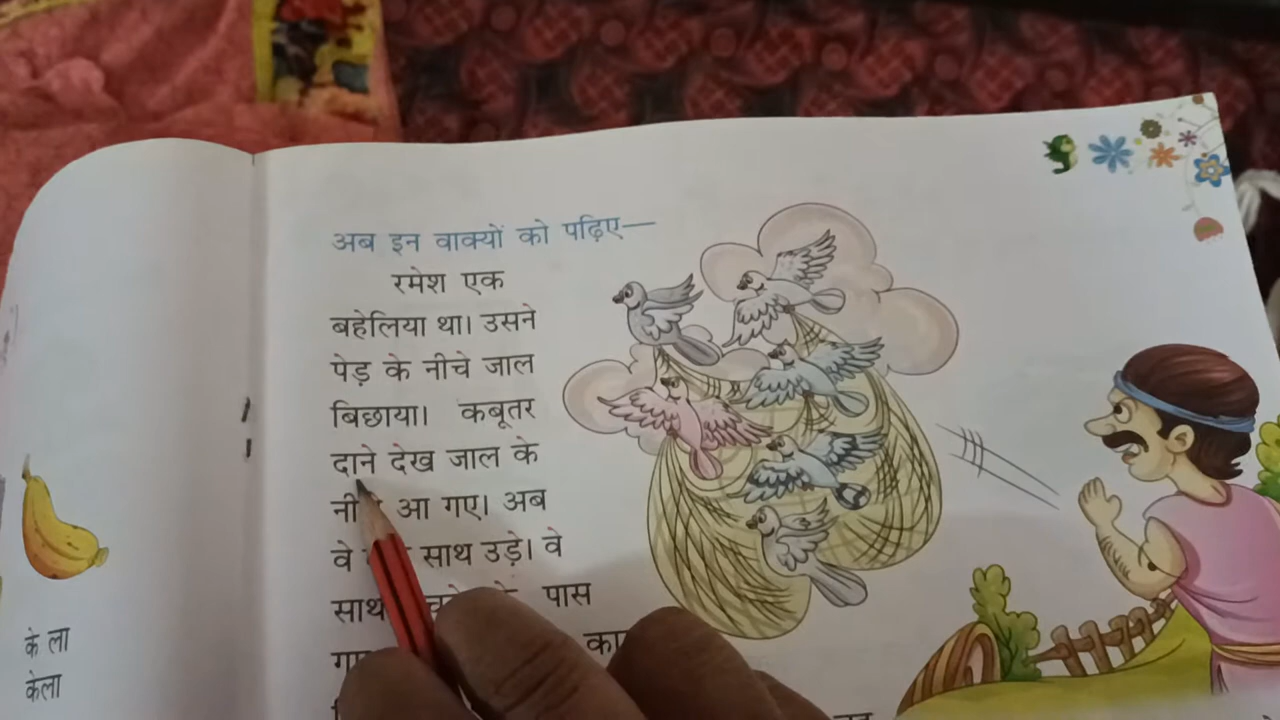 अब इन वाक्यों को पढ़िए—
रमेश एक
बहेलिया था। उसने
पेड़ के नीचे जाल
बिछाया। कबूतर
दाने देख जाल के
आ गए। अब
वे साथ उड़े। वे
साथ पास
के ला
केला